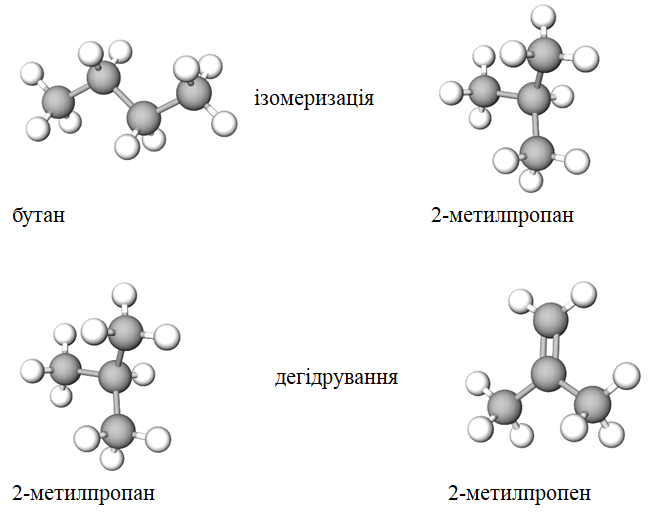 ізомеризація
бутан
2-метилпропан
дегідрування
2-метилпропан
2-метилпропен